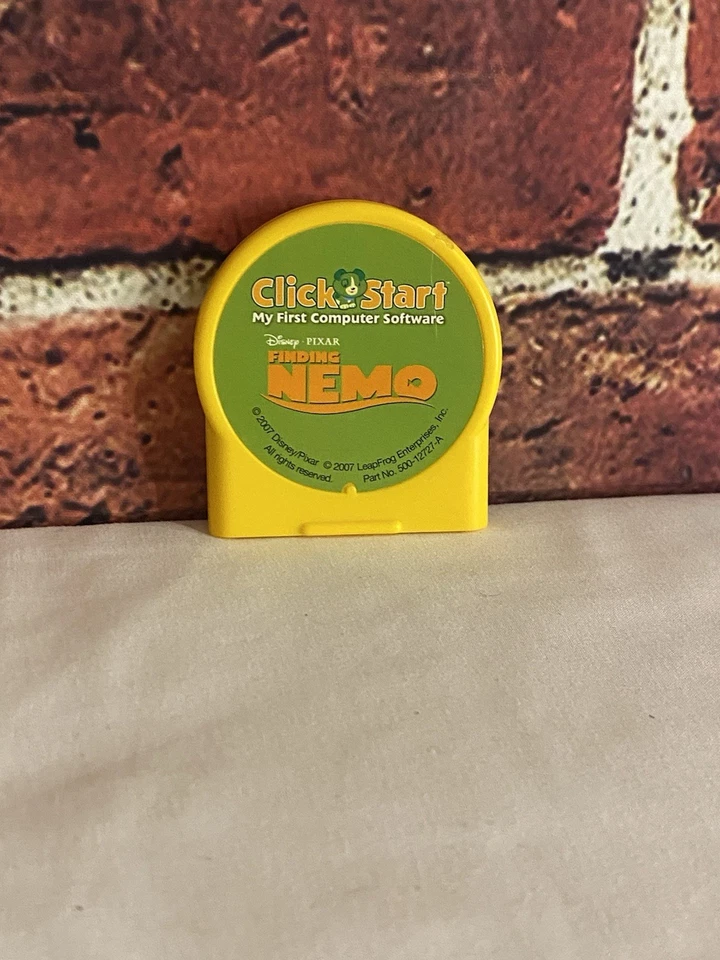 Click Start™
My First Computer Software
Disney · PIXAR
FINDING
NEMO
© 2007 Disney/Pixar © 2007 LeapFrog Enterprises, Inc.
All rights reserved. Part No. 500-12727-A